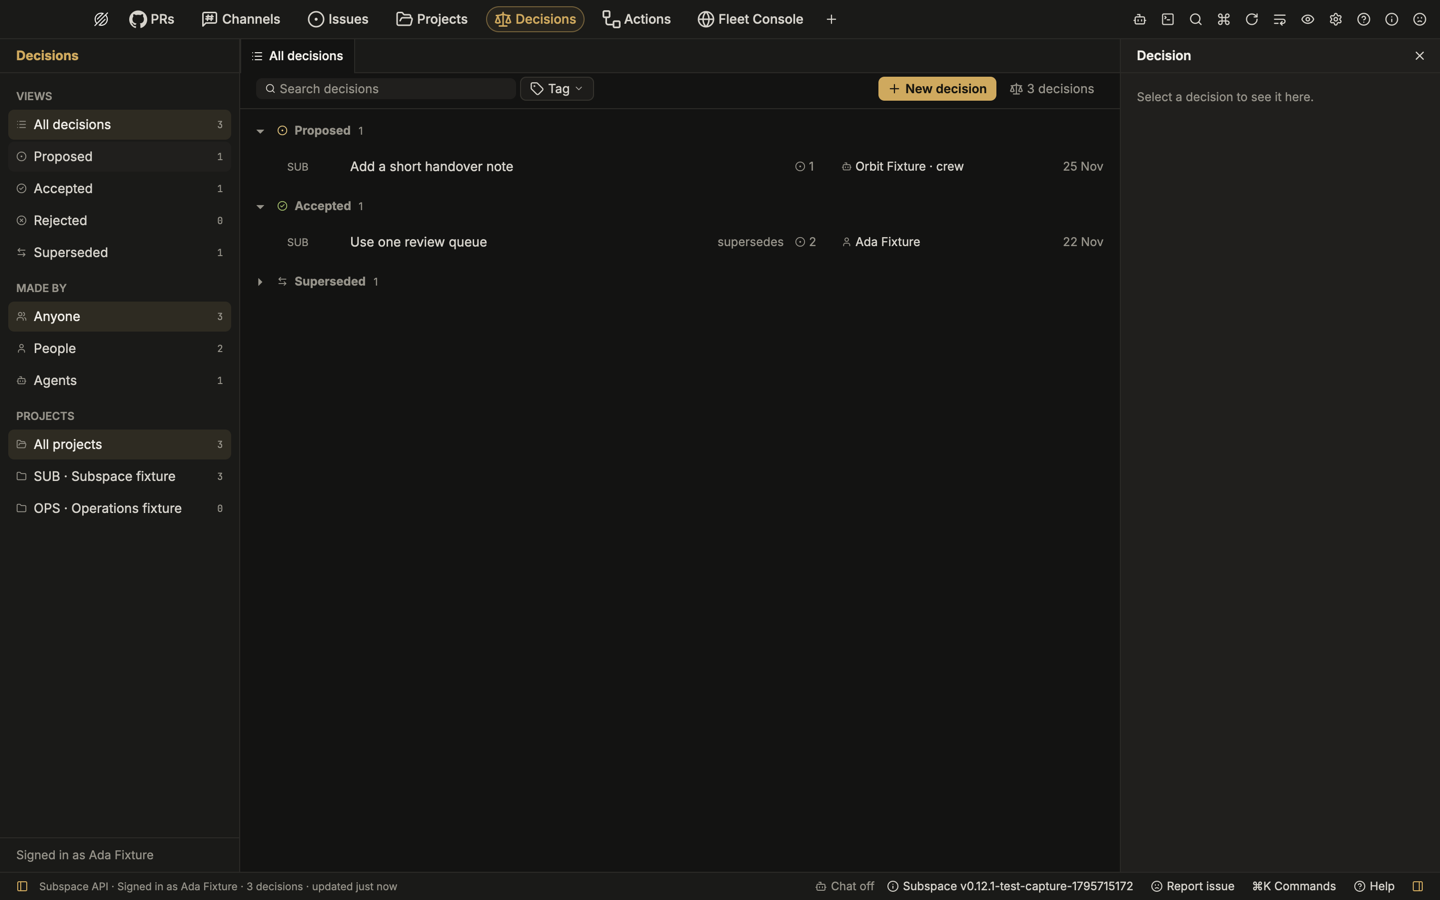 PRs Channels Issues Projects Decisions Actions Fleet Console
Decisions
VIEWS
All decisions 3
Proposed 1
Accepted 1
Rejected 0
Superseded 1
MADE BY
Anyone 3
People 2
Agents 1
PROJECTS
All projects 3
SUB · Subspace fixture 3
OPS · Operations fixture 0
Signed in as Ada Fixture
All decisions
Search decisions
Tag
New decision
3 decisions
Proposed 1
SUB Add a short handover note 1 Orbit Fixture · crew 25 Nov
Accepted 1
SUB Use one review queue supersedes 2 Ada Fixture 22 Nov
Superseded 1
Decision
Select a decision to see it here.
Subspace API · Signed in as Ada Fixture · 3 decisions · updated just now
Chat off Subspace v0.12.1-test-capture-1795715172 Report issue ⌘K Commands Help